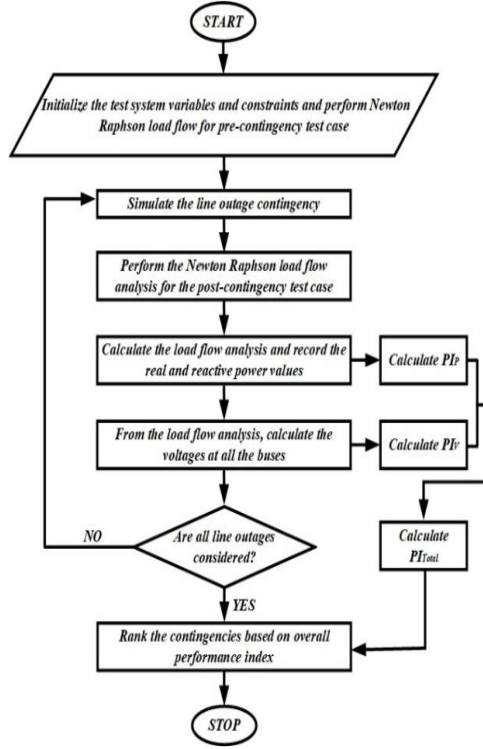 START
Initialize the test system variables and constraints and perform Newton
Raphson load flow for pre-contingency test case
Simulate the line outage contingency
Perform the Newton Raphson load flow
analysis for the post-contingency test case
Calculate the load flow analysis and record the
real and reactive power values
Calculate PIP
From the load flow analysis, calculate the
voltages at all the buses
Calculate PIV
Are all line outages
considered?
NO
Calculate
PITotal
YES
Rank the contingencies based on overall
performance index
STOP